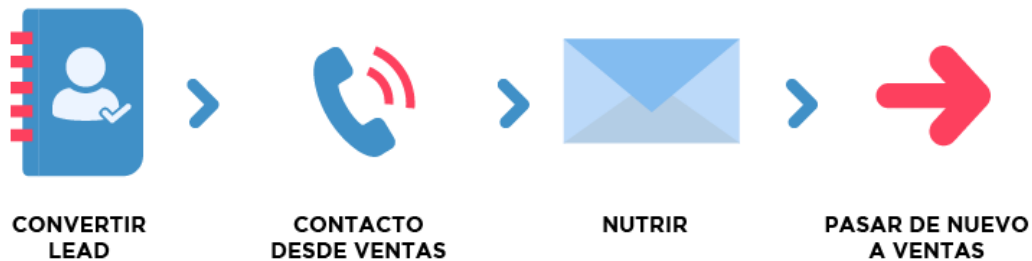 CONVERTIR
LEAD
CONTACTO
DESDE VENTAS
NUTRIR
PASAR DE NUEVO
A VENTAS